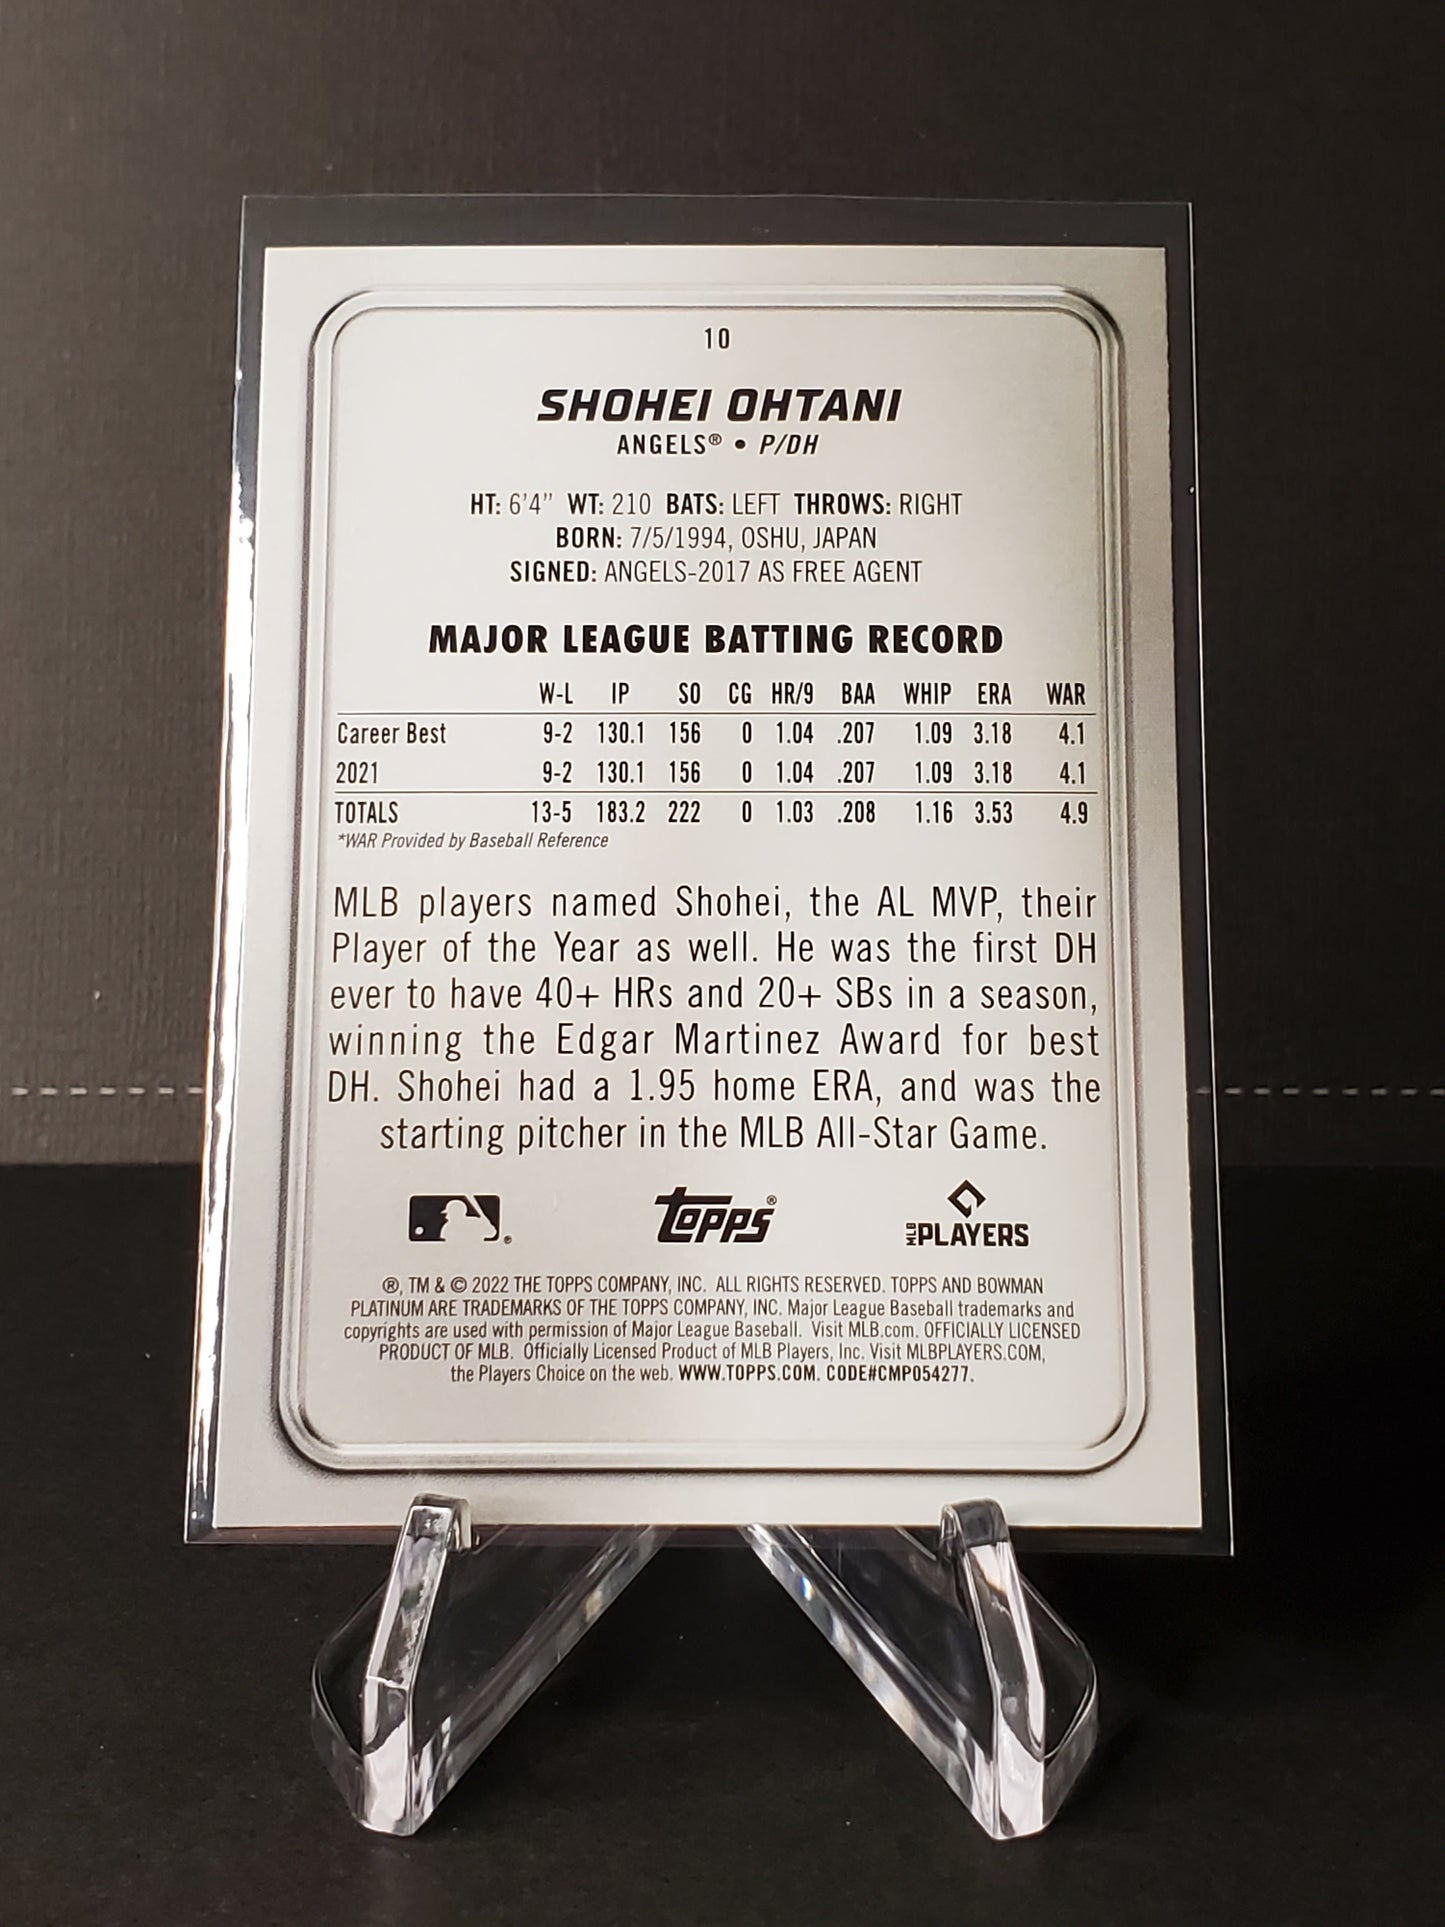 10
SHOHEI OHTANI
ANGELS® • P/DH
HT: 6'4" WT: 210 BATS: LEFT THROWS: RIGHT
BORN: 7/5/1994, OSHU, JAPAN
SIGNED: ANGELS-2017 AS FREE AGENT
MAJOR LEAGUE BATTING RECORD
W-L IP SO CG HR/9 BAA WHIP ERA WAR
Career Best 9-2 130.1 156 0 1.04 .207 1.09 3.18 4.1
2021 9-2 130.1 156 0 1.04 .207 1.09 3.18 4.1
TOTALS 13-5 183.2 222 0 1.03 .208 1.16 3.53 4.9
*WAR Provided by Baseball Reference
MLB players named Shohei, the AL MVP, their
Player of the Year as well. He was the first DH
ever to have 40+ HRs and 20+ SBs in a season,
winning the Edgar Martinez Award for best
DH. Shohei had a 1.95 home ERA, and was the
starting pitcher in the MLB All-Star Game.
® Topps® MLB PLAYERS
®, TM & © 2022 THE TOPPS COMPANY, INC. ALL RIGHTS RESERVED. TOPPS AND BOWMAN
PLATINUM ARE TRADEMARKS OF THE TOPPS COMPANY, INC. Major League Baseball trademarks and
copyrights are used with permission of Major League Baseball. Visit MLB.com. OFFICIALLY LICENSED
PRODUCT OF MLB. Officially Licensed Product of MLB Players, Inc. Visit MLBPLAYERS.COM,
the Players Choice on the web. WWW.TOPPS.COM. CODE#CMP054277.